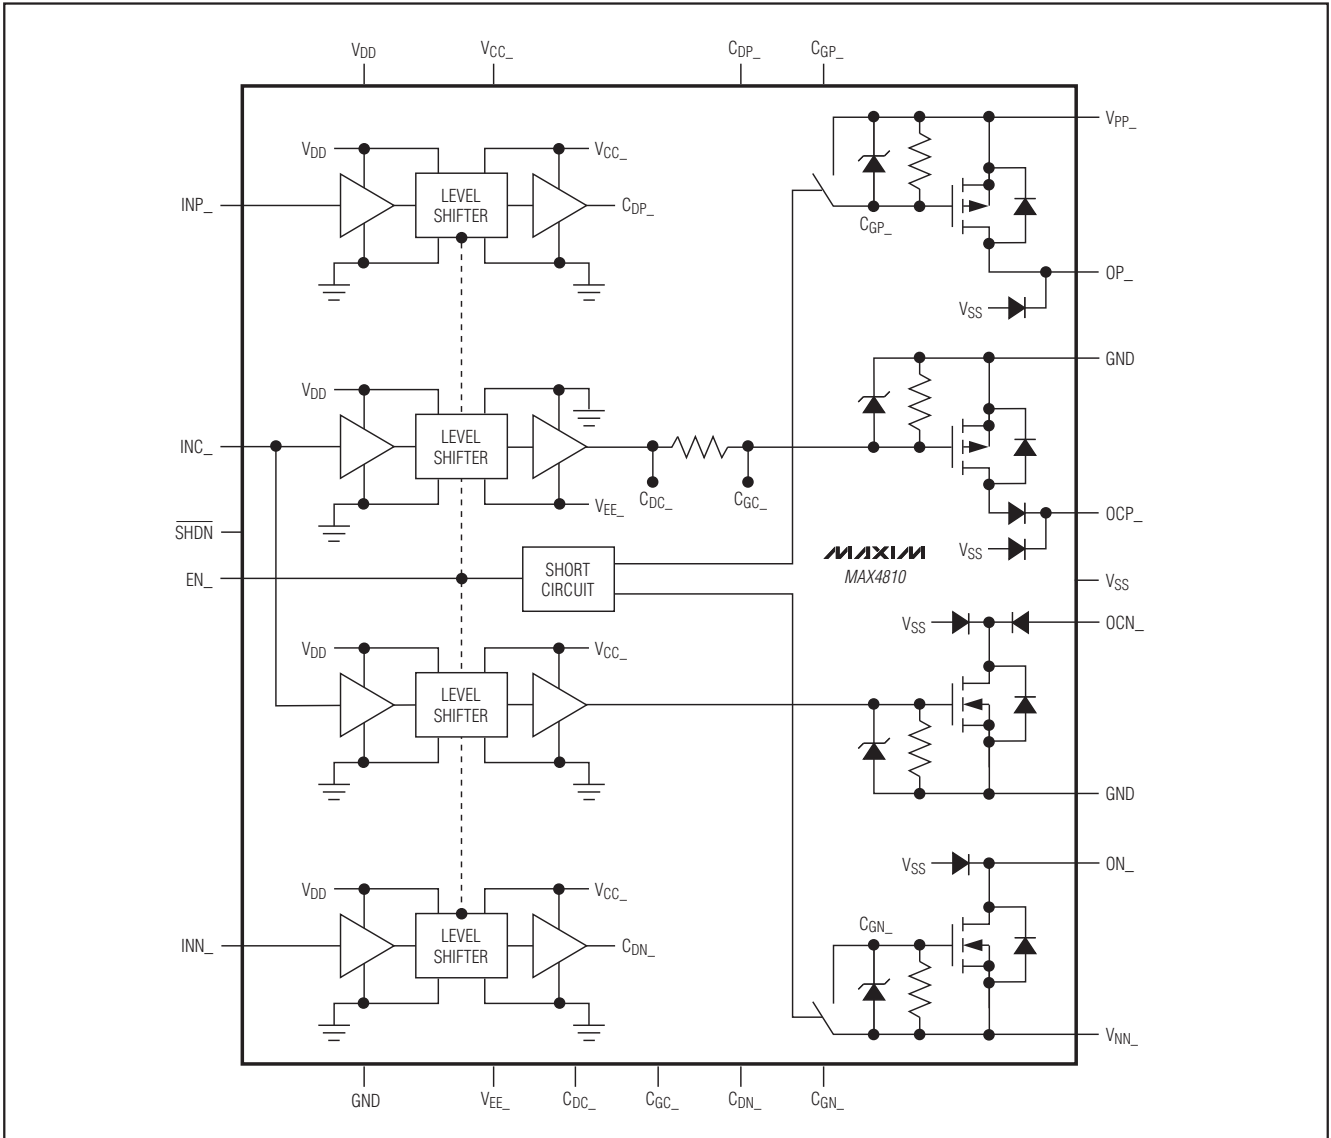 VDD VCC_ CDP_ CGP_
VPP_
VDD VCC_
INP_ LEVEL SHIFTER CDP_
CGP_
OP_
VSS
GND
VDD
INC_ LEVEL SHIFTER
CDC_ CGC_
VEE_
OCP_
SHDN
VSS
MAXIM
MAX4810
EN_ SHORT CIRCUIT
VSS
VSS OCN_
VDD VCC_
LEVEL SHIFTER
GND
VSS ON_
VDD VCC_
CGN_
INN_ LEVEL SHIFTER CDN_
VNN_
GND VEE_ CDC_ CGC_ CDN_ CGN_